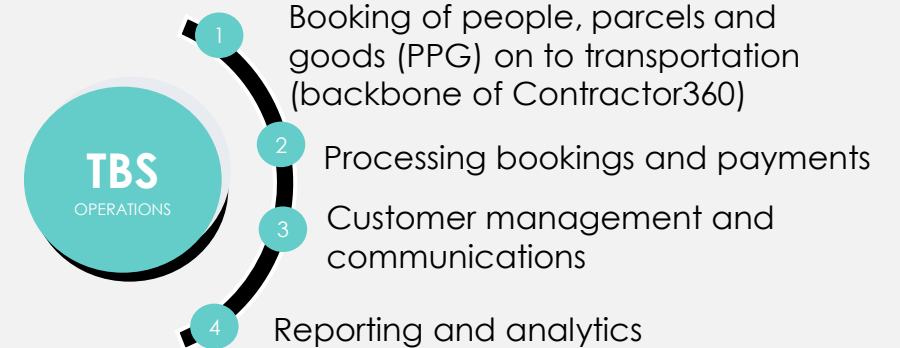 TBS
OPERATIONS
1
Booking of people, parcels and
goods (PPG) on to transportation
(backbone of Contractor360)
2
Processing bookings and payments
3
Customer management and
communications
4
Reporting and analytics